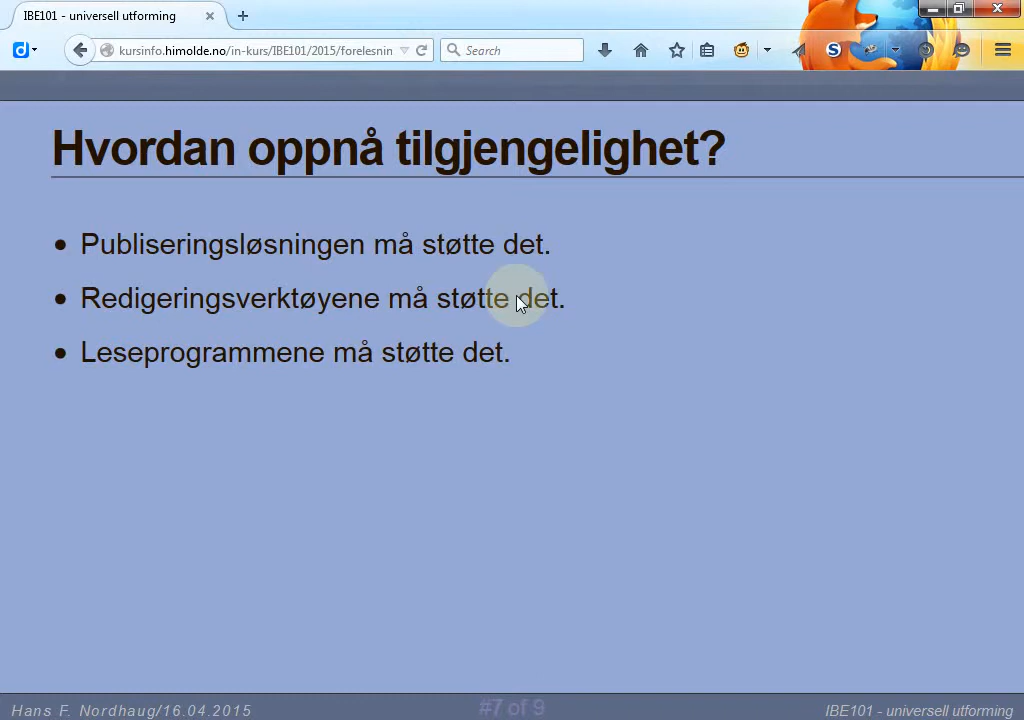 IBE101 - universell utforming
kursinfo.himolde.no/in-kurs/IBE101/2015/forelesnin
Search
Hvordan oppnå tilgjengelighet?
• Publiseringsløsningen må støtte det.
• Redigeringsverktøyene må støtte det.
• Leseprogrammene må støtte det.
Hans F. Nordhaug/16.04.2015
#7 of 9
IBE101 - universell utforming